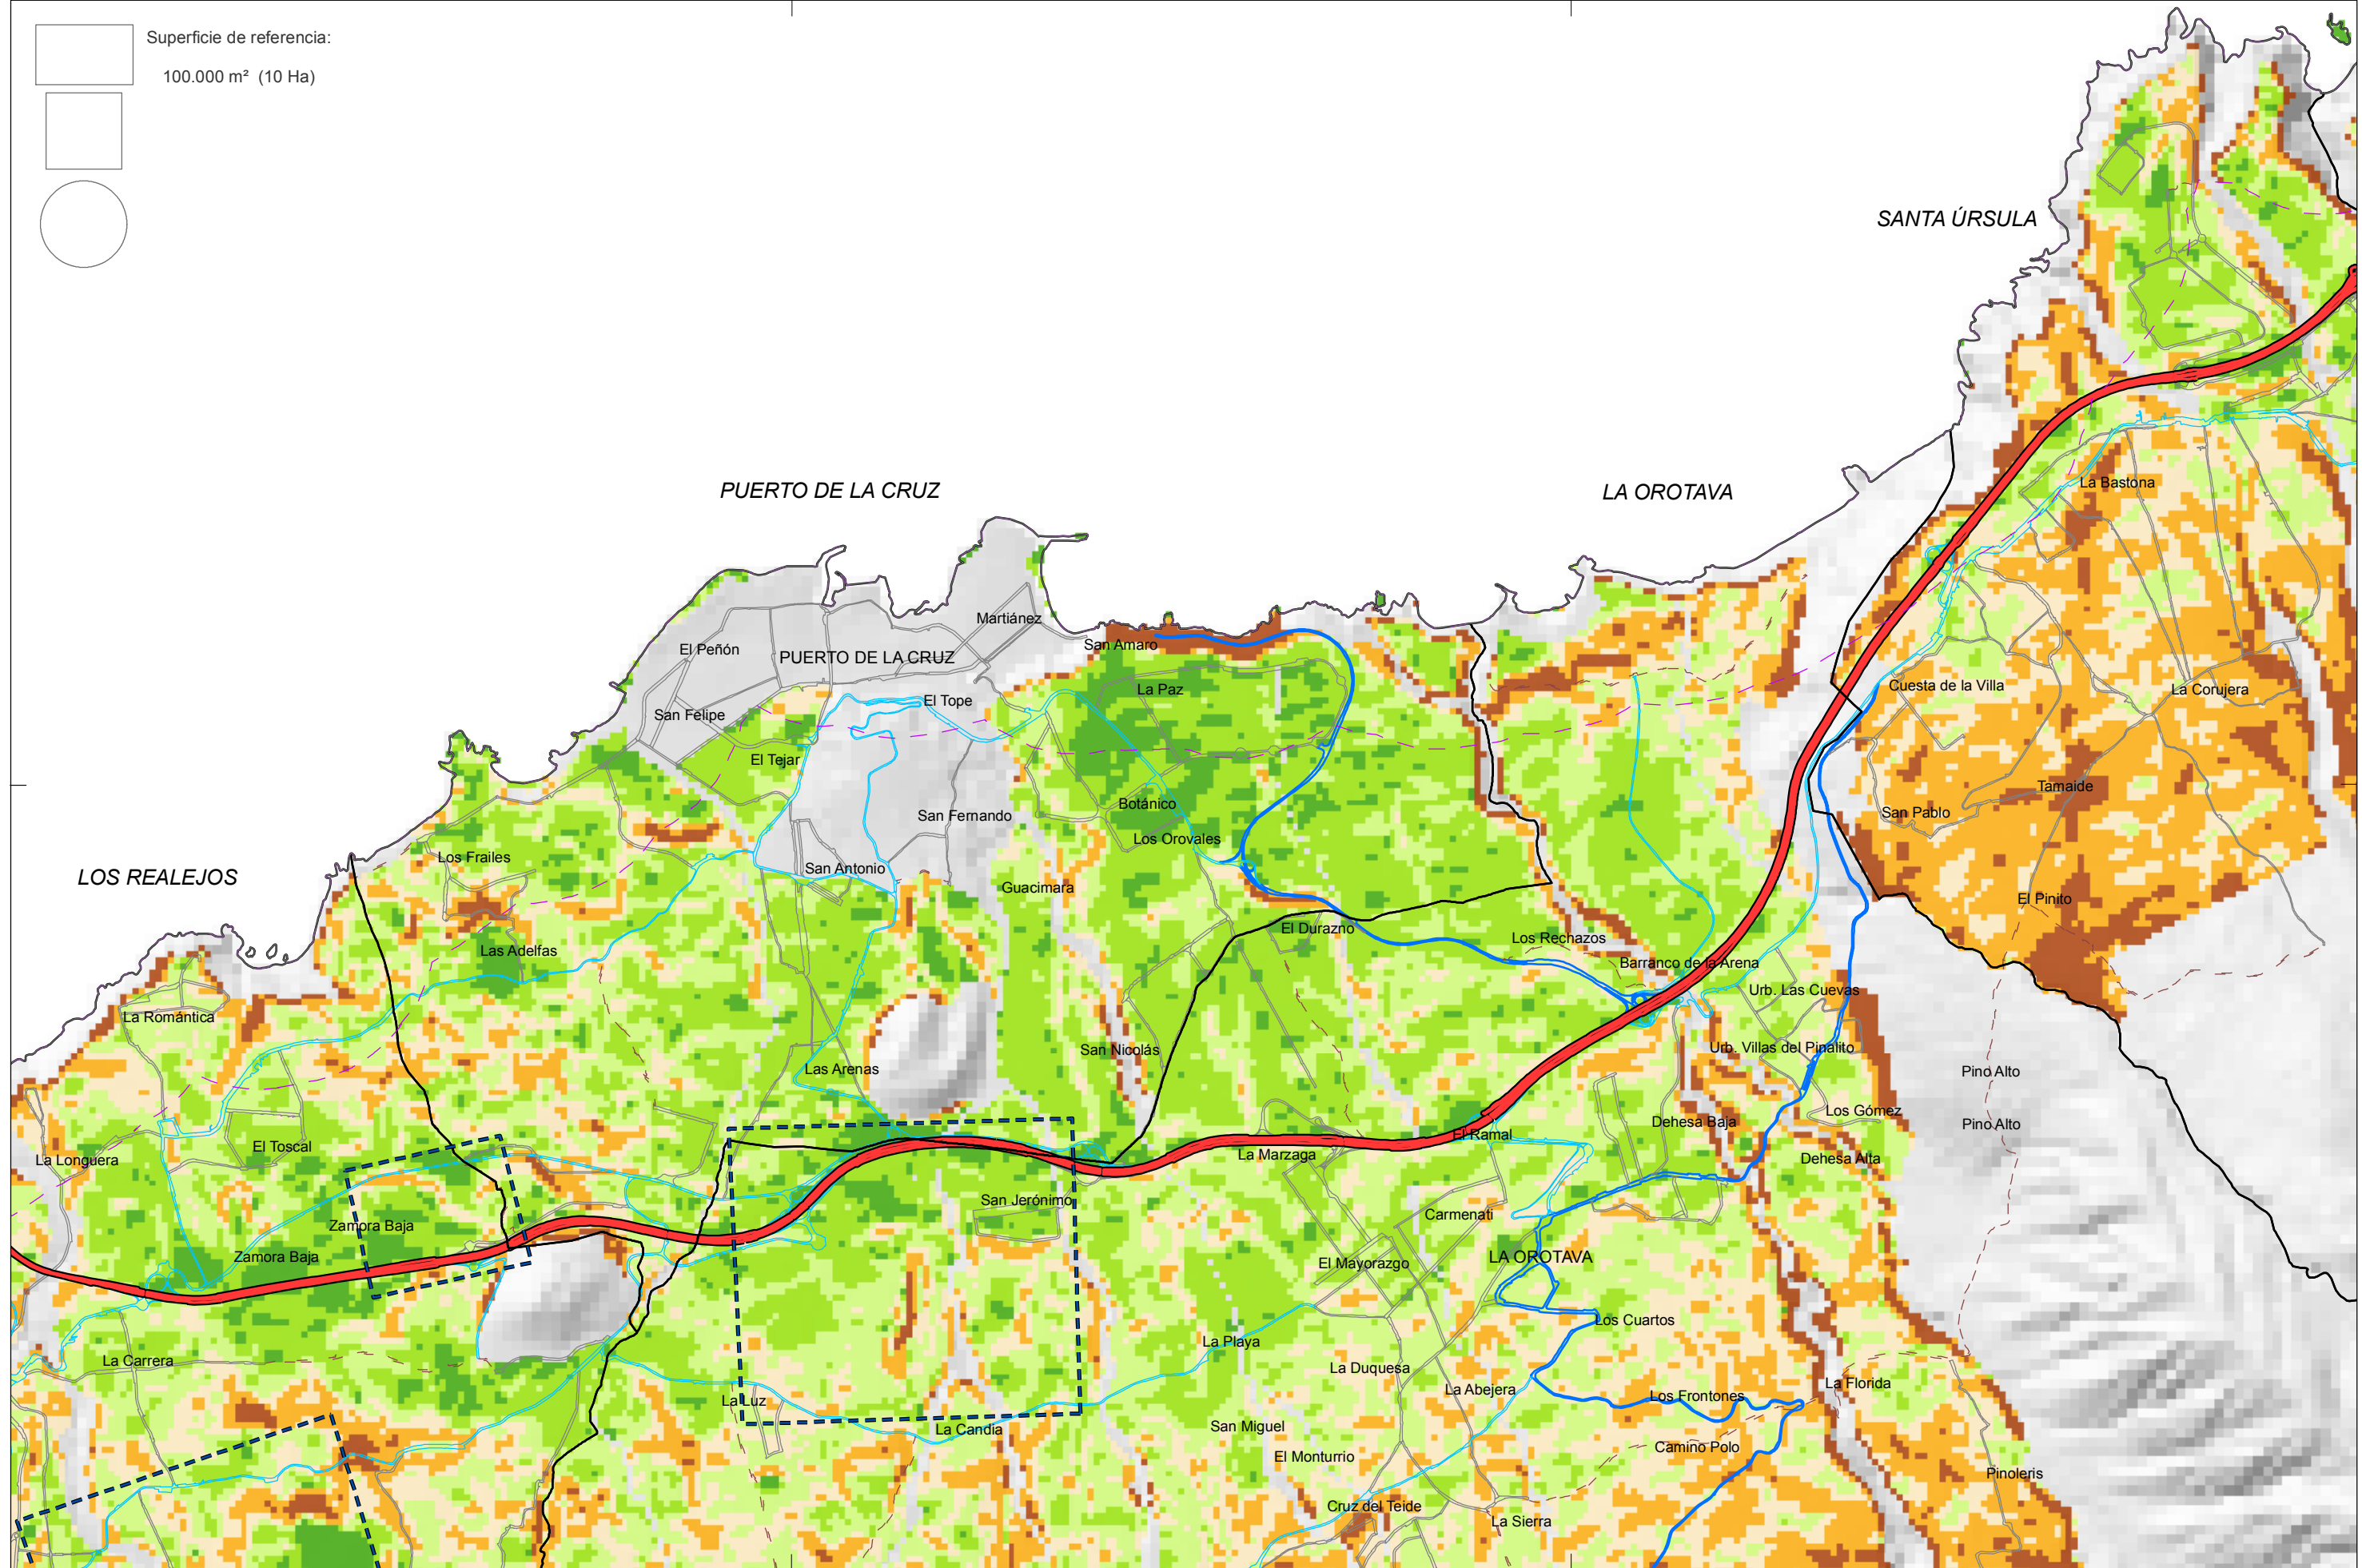 Superficie de referencia:
100.000 m² (10 Ha)
SANTA ÚRSULA
PUERTO DE LA CRUZ
LA OROTAVA
La Bastona
Martiánez
El Peñón
PUERTO DE LA CRUZ
San Amaro
La Paz
Cuesta de la Villa
La Corujera
El Tope
San Felipe
El Tejar
Tamaide
Botánico
San Pablo
San Fernando
Los Orovales
Los Frailes
San Antonio
LOS REALEJOS
Guacimara
El Pinito
El Durazno
Los Rechazos
Las Adelfas
Barranco de la Arena
Urb. Las Cuevas
La Romántica
San Nicolás
Urb. Villas del Pinalito
Las Arenas
Pino Alto
Los Gómez
Dehesa Baja
Pino Alto
El Ramal
El Toscal
La Marzaga
La Longuera
Dehesa Alta
San Jerónimo
Carmenati
Zamora Baja
Zamora Baja
LA OROTAVA
El Mayorazgo
Los Cuartos
La Playa
La Carrera
La Duquesa
La Florida
La Abejera
Los Frontones
La Luz
La Candia
San Miguel
Camino Polo
El Monturrio
Pinoleris
Cruz del Teide
La Sierra